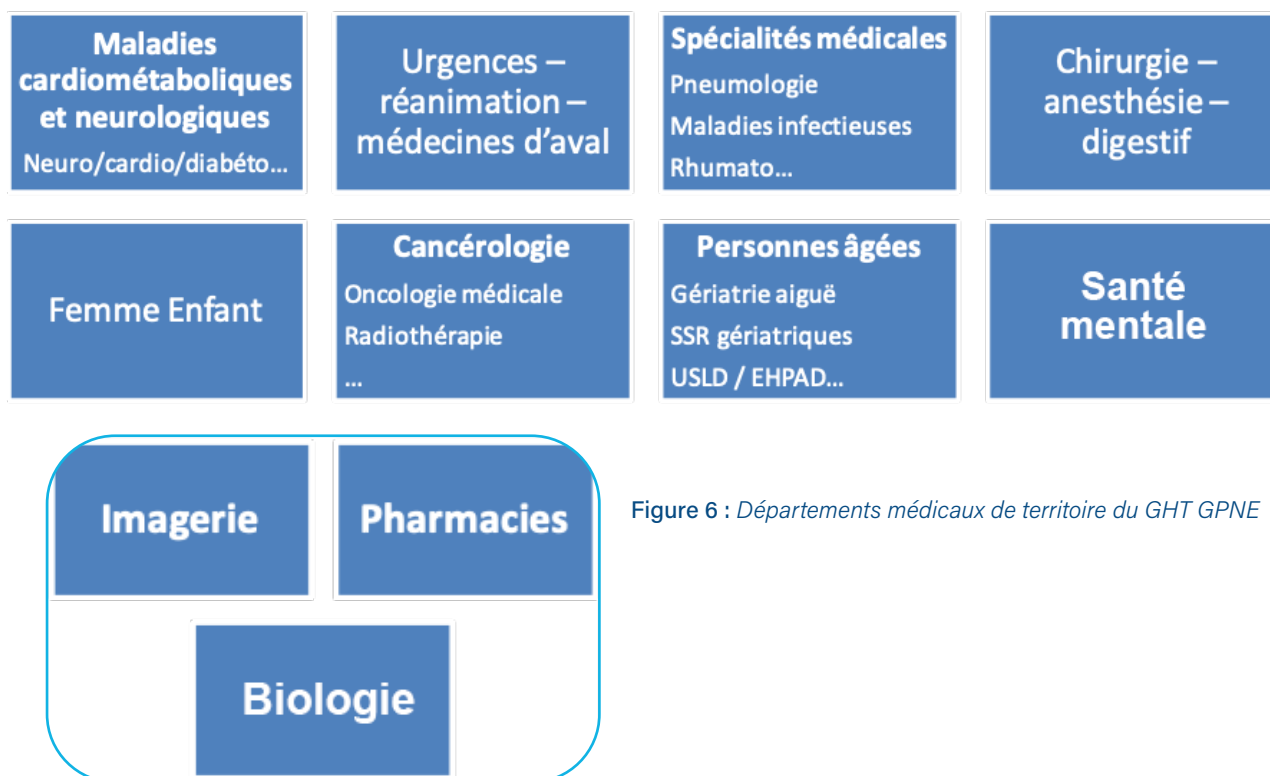 Maladies
cardiométaboliques
et neurologiques
Neuro/cardio/diabéto...
Urgences –
réanimation –
médecines d'aval
Spécialités médicales
Pneumologie
Maladies infectieuses
Rhumato...
Chirurgie –
anesthésie –
digestif
Femme Enfant
Cancérologie
Oncologie médicale
Radiothérapie
...
Personnes âgées
Gériatrie aiguë
SSR gériatriques
USLD / EHPAD...
Santé
mentale
Imagerie
Pharmacies
Biologie
Figure 6 : Départements médicaux de territoire du GHT GPNE